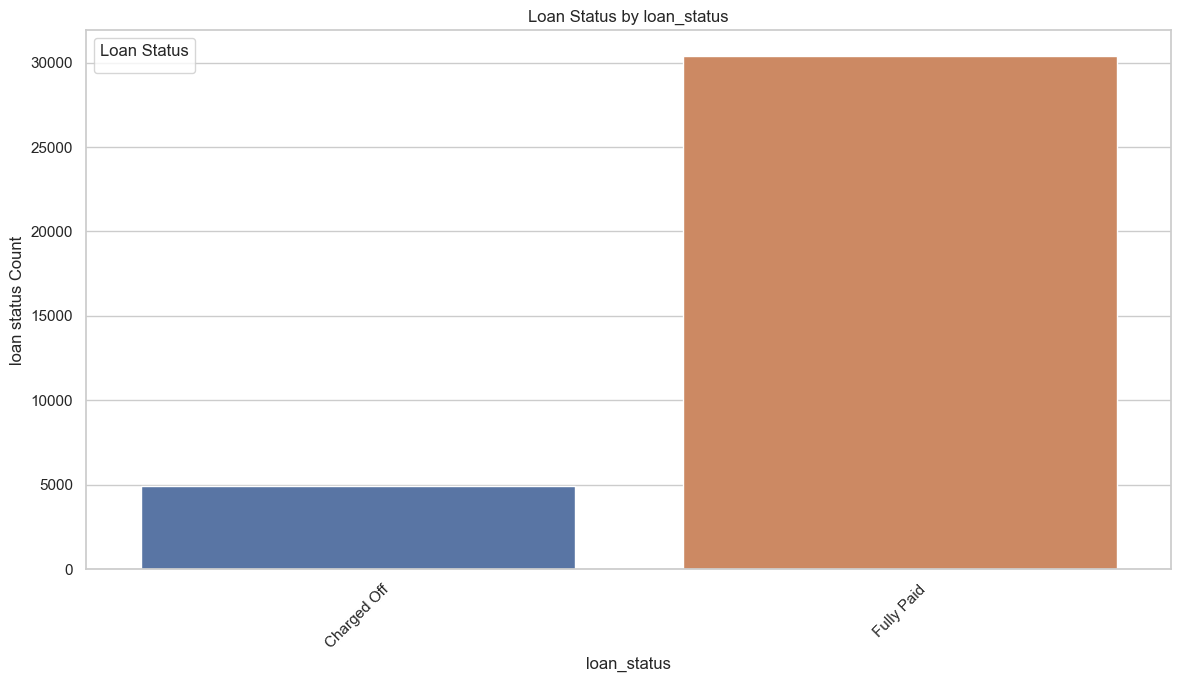 Loan Status by loan_status
Loan Status
30000
25000
20000
15000
10000
5000
0
loan status Count
Charged Off
Fully Paid
loan_status